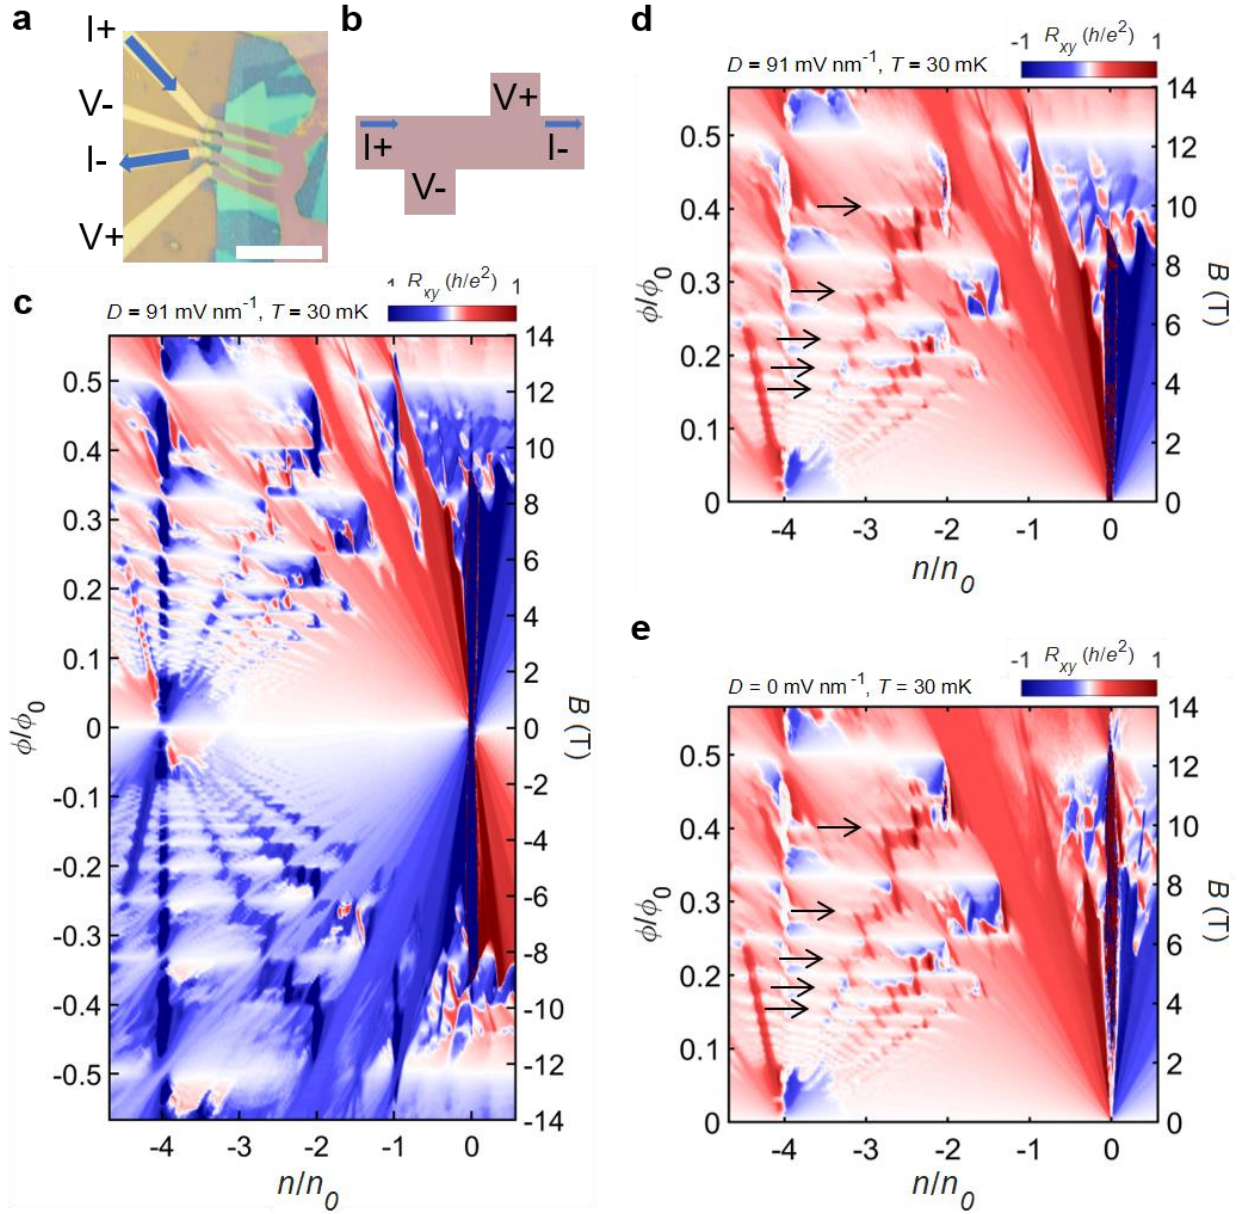 a
I+
V-
I-
V+
b
V+
I+
I-
V-
c
R_xy (h/e²)
1
D = 91 mV nm⁻¹, T = 30 mK
14
12
10
8
6
4
2
0
-2
-4
-6
-8
-10
-12
-14
B (T)
0.5
0.4
0.3
0.2
0.1
0
-0.1
-0.2
-0.3
-0.4
-0.5
ϕ/ϕ₀
-4 -3 -2 -1 0
n/n₀
d
-1 R_xy (h/e²) 1
D = 91 mV nm⁻¹, T = 30 mK
14
12
10
8
6
4
2
0
B (T)
0.5
0.4
0.3
0.2
0.1
0
ϕ/ϕ₀
-4 -3 -2 -1 0
n/n₀
e
-1 R_xy (h/e²) 1
D = 0 mV nm⁻¹, T = 30 mK
14
12
10
8
6
4
2
0
B (T)
0.5
0.4
0.3
0.2
0.1
0
ϕ/ϕ₀
-4 -3 -2 -1 0
n/n₀